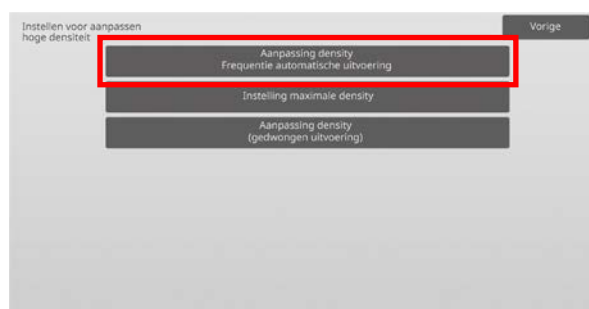 Instellen voor aanpassen
hoge densiteit
Vorige
Aanpassing density
Frequentie automatische uitvoering
Instelling maximale density
Aanpassing density
(gedwongen uitvoering)